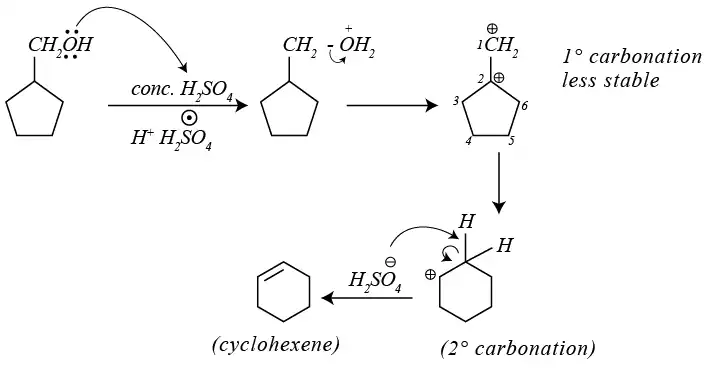 CH₂OH
conc. H₂SO₄
H⁺ H₂SO₄
CH₂ - OH₂
+
⊕
1CH₂
2 ⊕
3
6
4
5
1° carbonation
less stable
H
H
⊕
⊖
H₂SO₄
(cyclohexene)
(2° carbonation)